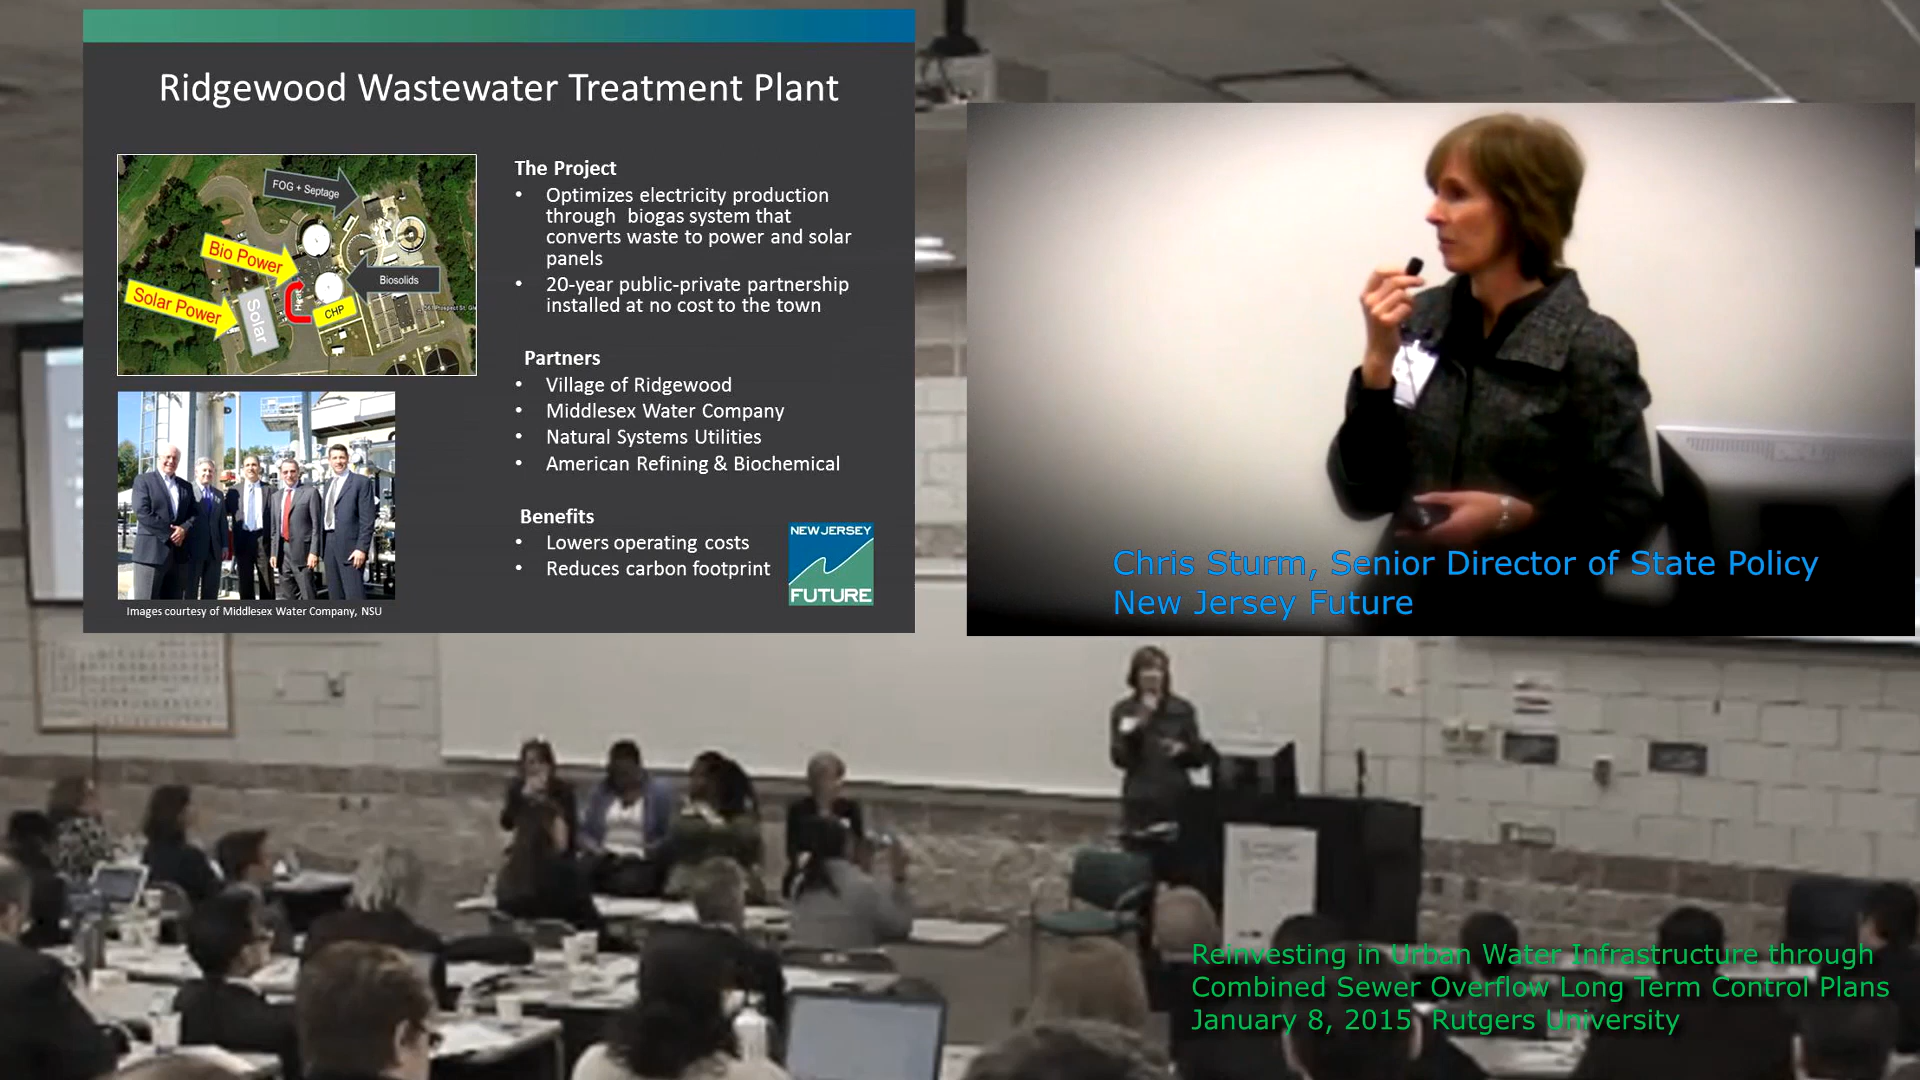 Ridgewood Wastewater Treatment Plant
FOG + Septage
Bio Power
Solar Power
Solar
CHP
Biosolids
Images courtesy of Middlesex Water Company, NSU
The Project
• Optimizes electricity production
through biogas system that
converts waste to power and solar
panels
• 20-year public-private partnership
installed at no cost to the town
Partners
• Village of Ridgewood
• Middlesex Water Company
• Natural Systems Utilities
• American Refining & Biochemical
Benefits
• Lowers operating costs
• Reduces carbon footprint
NEW JERSEY
FUTURE
Chris Sturm, Senior Director of State Policy
New Jersey Future
Reinvesting in Urban Water Infrastructure through
Combined Sewer Overflow Long Term Control Plans
January 8, 2015 Rutgers University